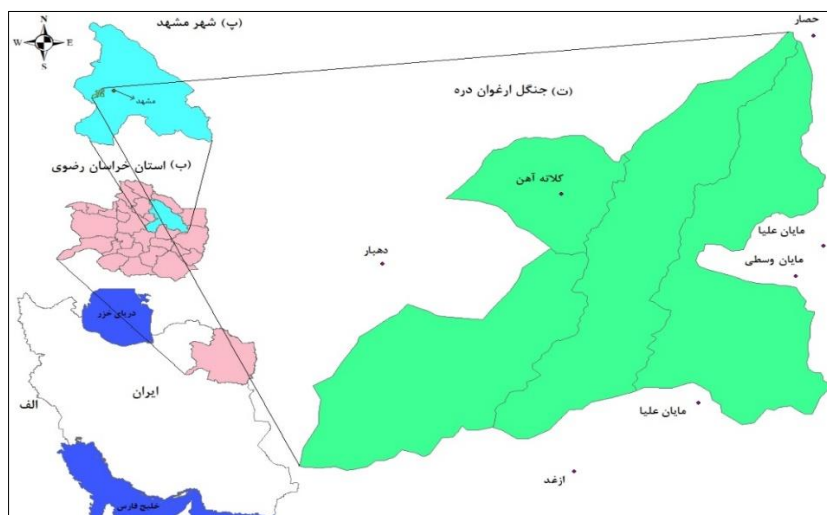 N
W E
S
(پ) شهر مشهد
مشهد
(ب) استان خراسان رضوی
دریای خزر
ایران
الف
خلیج فارس
(ت) جنگل ارغوان دره
حصار
کلاته آهن
دهبار
مایان علیا
مایان وسطی
مایان علیا
ازغد